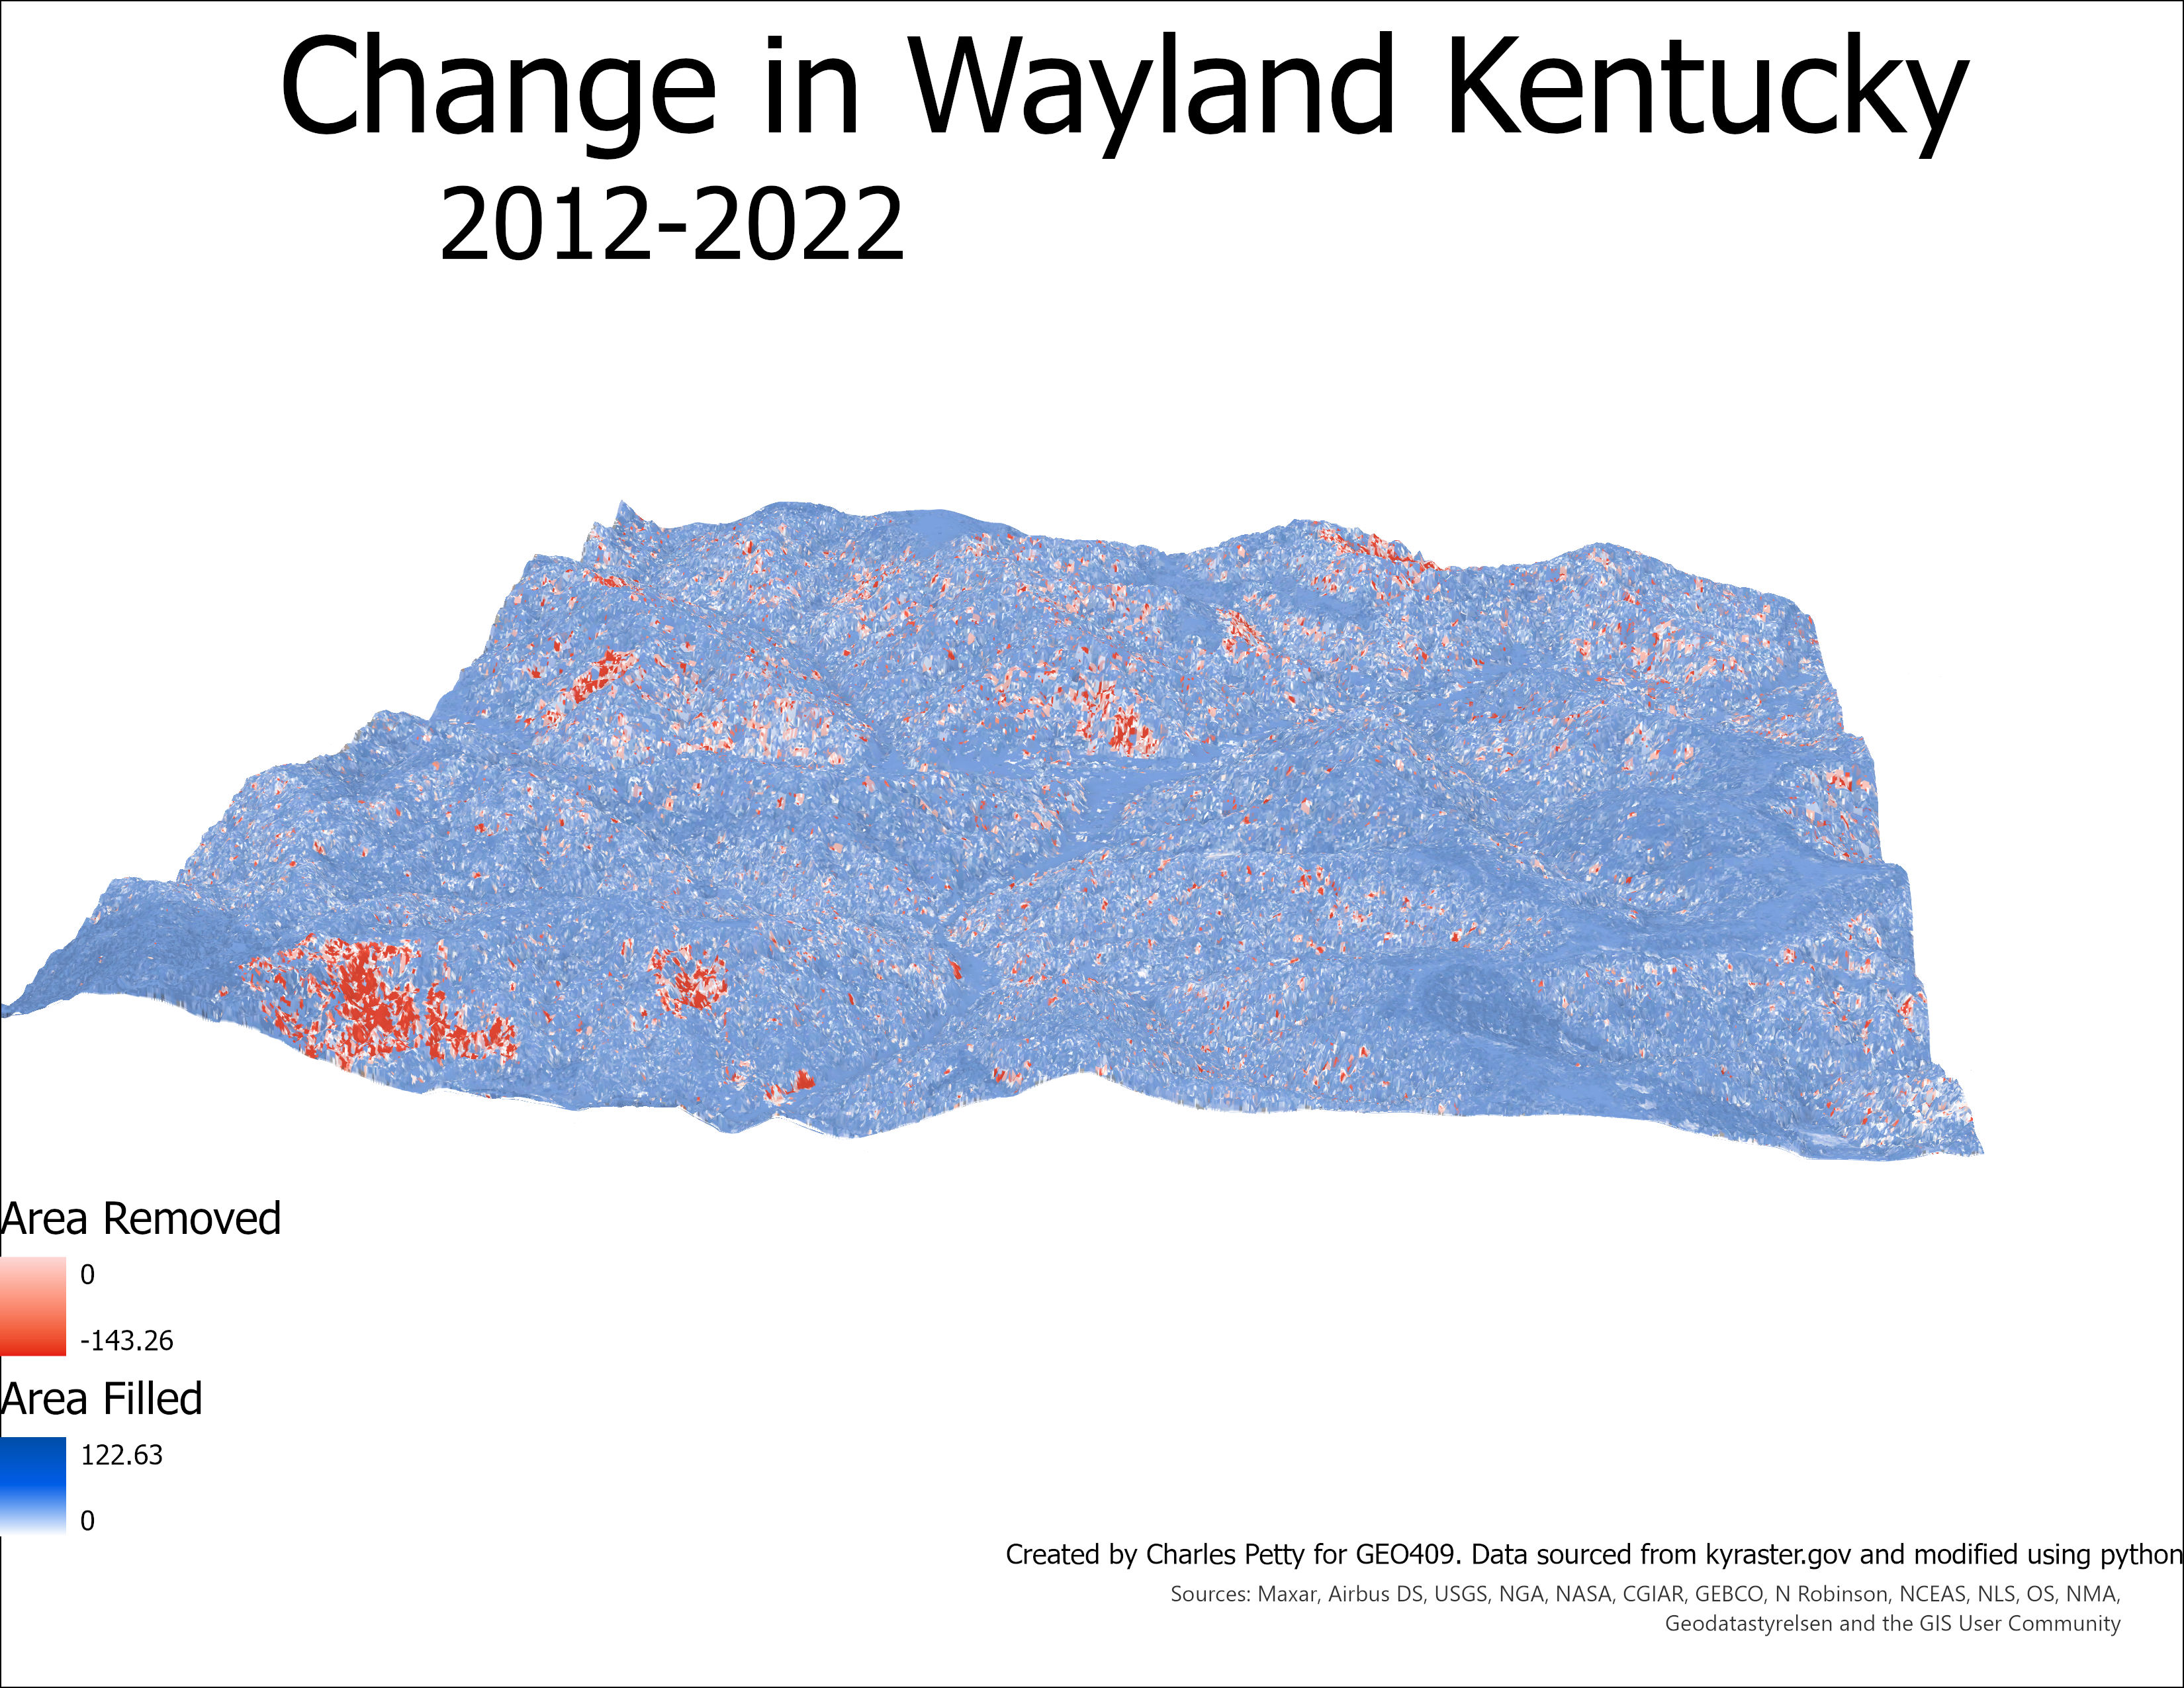 Change in Wayland Kentucky
2012-2022
Area Removed
0
-143.26
Area Filled
122.63
0
Created by Charles Petty for GEO409. Data sourced from kyraster.gov and modified using python
Sources: Maxar, Airbus DS, USGS, NGA, NASA, CGIAR, GEBCO, N Robinson, NCEAS, NLS, OS, NMA,
Geodatastyrelsen and the GIS User Community